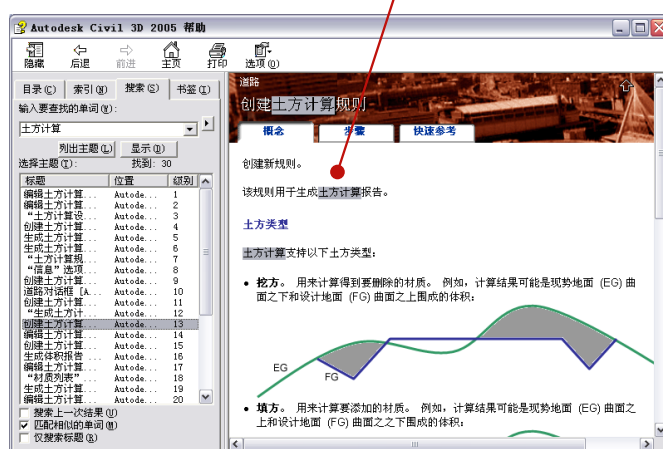 Autodesk Civil 3D 2005 帮助
隐藏 后退 前进 主页 打印 选项(O)
目录(C) 索引(N) 搜索(S) 书签(I)
输入要查找的单词(W):
土方计算
列出主题(L) 显示(D)
选择主题(T): 找到: 30
标题 位置 级别
编辑土方计算... Autode... 1
编辑土方计算... Autode... 2
“土方计算设... Autode... 3
创建土方计算... Autode... 4
生成土方计算... Autode... 5
生成土方计算... Autode... 6
“土方计算规... Autode... 7
“信息”选项... Autode... 8
创建土方计算... Autode... 9
道路对话框 [A... Autode... 10
创建土方计算... Autode... 11
“生成土方计... Autode... 12
创建土方计算... Autode... 13
编辑土方计算... Autode... 14
创建土方计算... Autode... 15
生成体积报告 ... Autode... 16
编辑土方计算... Autode... 17
“材质列表”... Autode... 18
生成土方计算... Autode... 19
编辑土方计算... Autode... 20
搜索上一次结果(U)
匹配相似的单词(M)
仅搜索标题(R)
道路
创建土方计算规则
概念 步骤 快速参考
创建新规则。
该规则用于生成土方计算报告。
土方类型
土方计算支持以下土方类型:
• 挖方。 用来计算得到要删除的材质。 例如，计算结果可能是现势地面 (EG) 曲
面之下和设计地面 (FG) 曲面之上围成的体积:
EG
FG
• 填方。 用来计算要添加的材质。 例如，计算结果可能是现势地面 (EG) 曲面之
上和设计地面 (FG) 曲面之之下围成的体积: